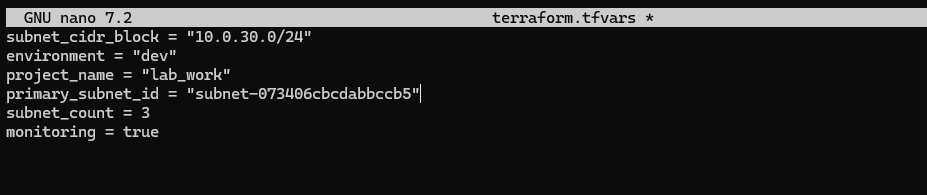 GNU nano 7.2 terraform.tfvars *
subnet_cidr_block = "10.0.30.0/24"
environment = "dev"
project_name = "lab_work"
primary_subnet_id = "subnet-073406cbcdabbccb5"
subnet_count = 3
monitoring = true